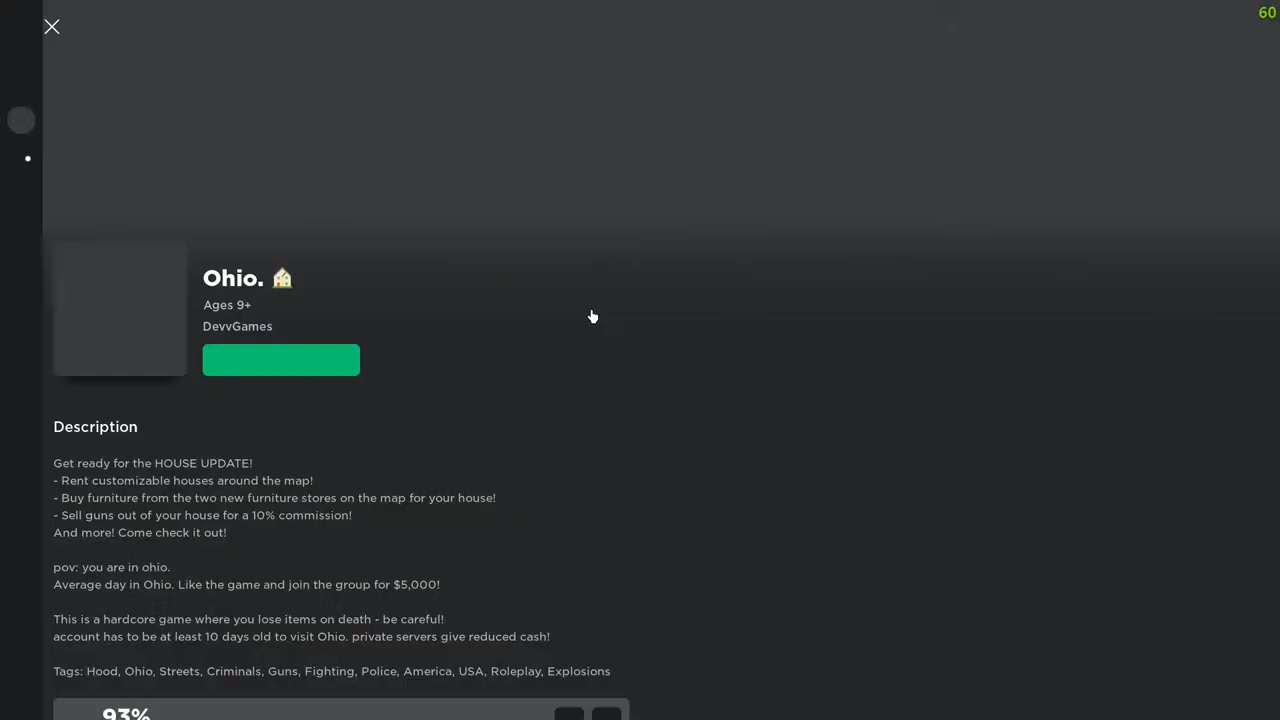 60
Ohio. 🏠
Ages 9+
DevvGames
Description
Get ready for the HOUSE UPDATE!
- Rent customizable houses around the map!
- Buy furniture from the two new furniture stores on the map for your house!
- Sell guns out of your house for a 10% commission!
And more! Come check it out!
pov: you are in ohio.
Average day in Ohio. Like the game and join the group for $5,000!
This is a hardcore game where you lose items on death - be careful!
account has to be at least 10 days old to visit Ohio. private servers give reduced cash!
Tags: Hood, Ohio, Streets, Criminals, Guns, Fighting, Police, America, USA, Roleplay, Explosions
93%